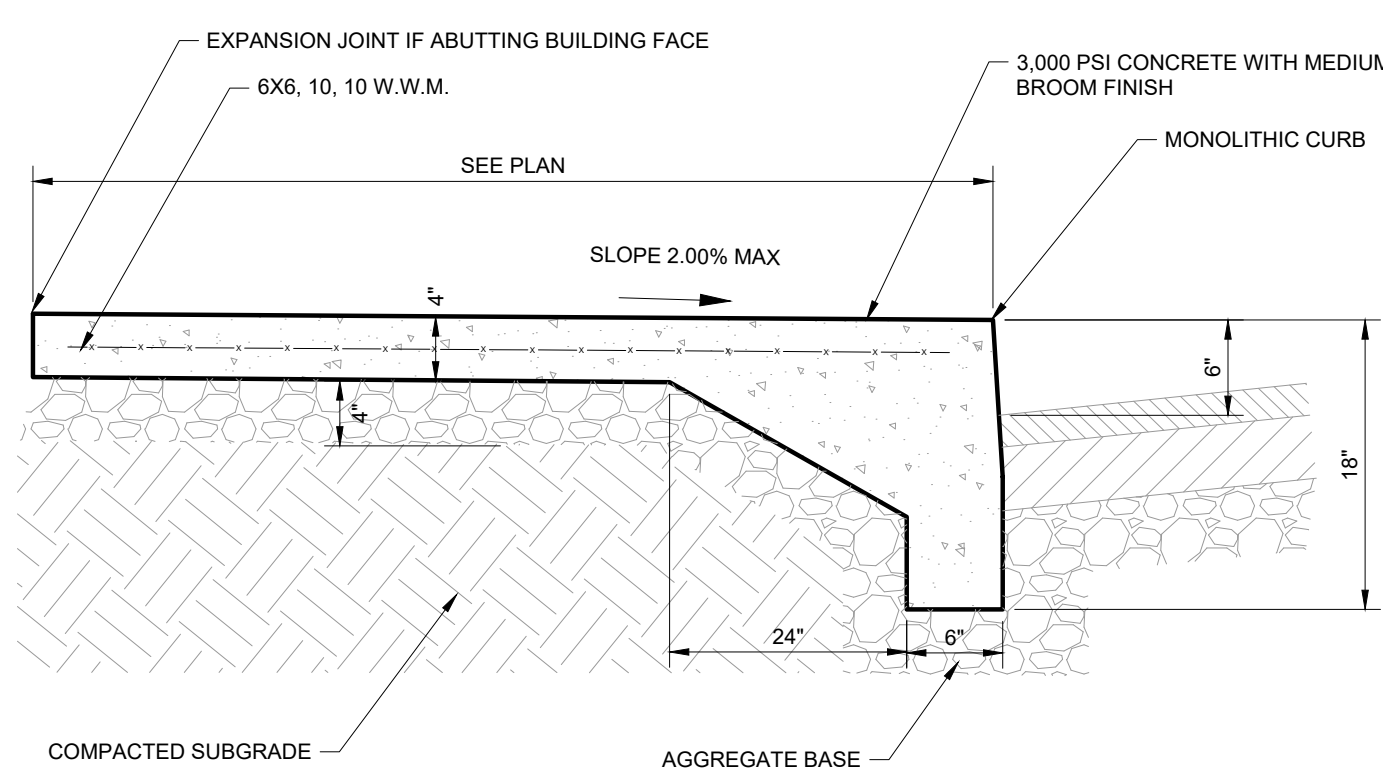 EXPANSION JOINT IF ABUTTING BUILDING FACE
6X6, 10, 10 W.W.M.
3,000 PSI CONCRETE WITH MEDIUM
BROOM FINISH
MONOLITHIC CURB
SEE PLAN
SLOPE 2.00% MAX
4"
4"
6"
18"
24"
6"
COMPACTED SUBGRADE
AGGREGATE BASE